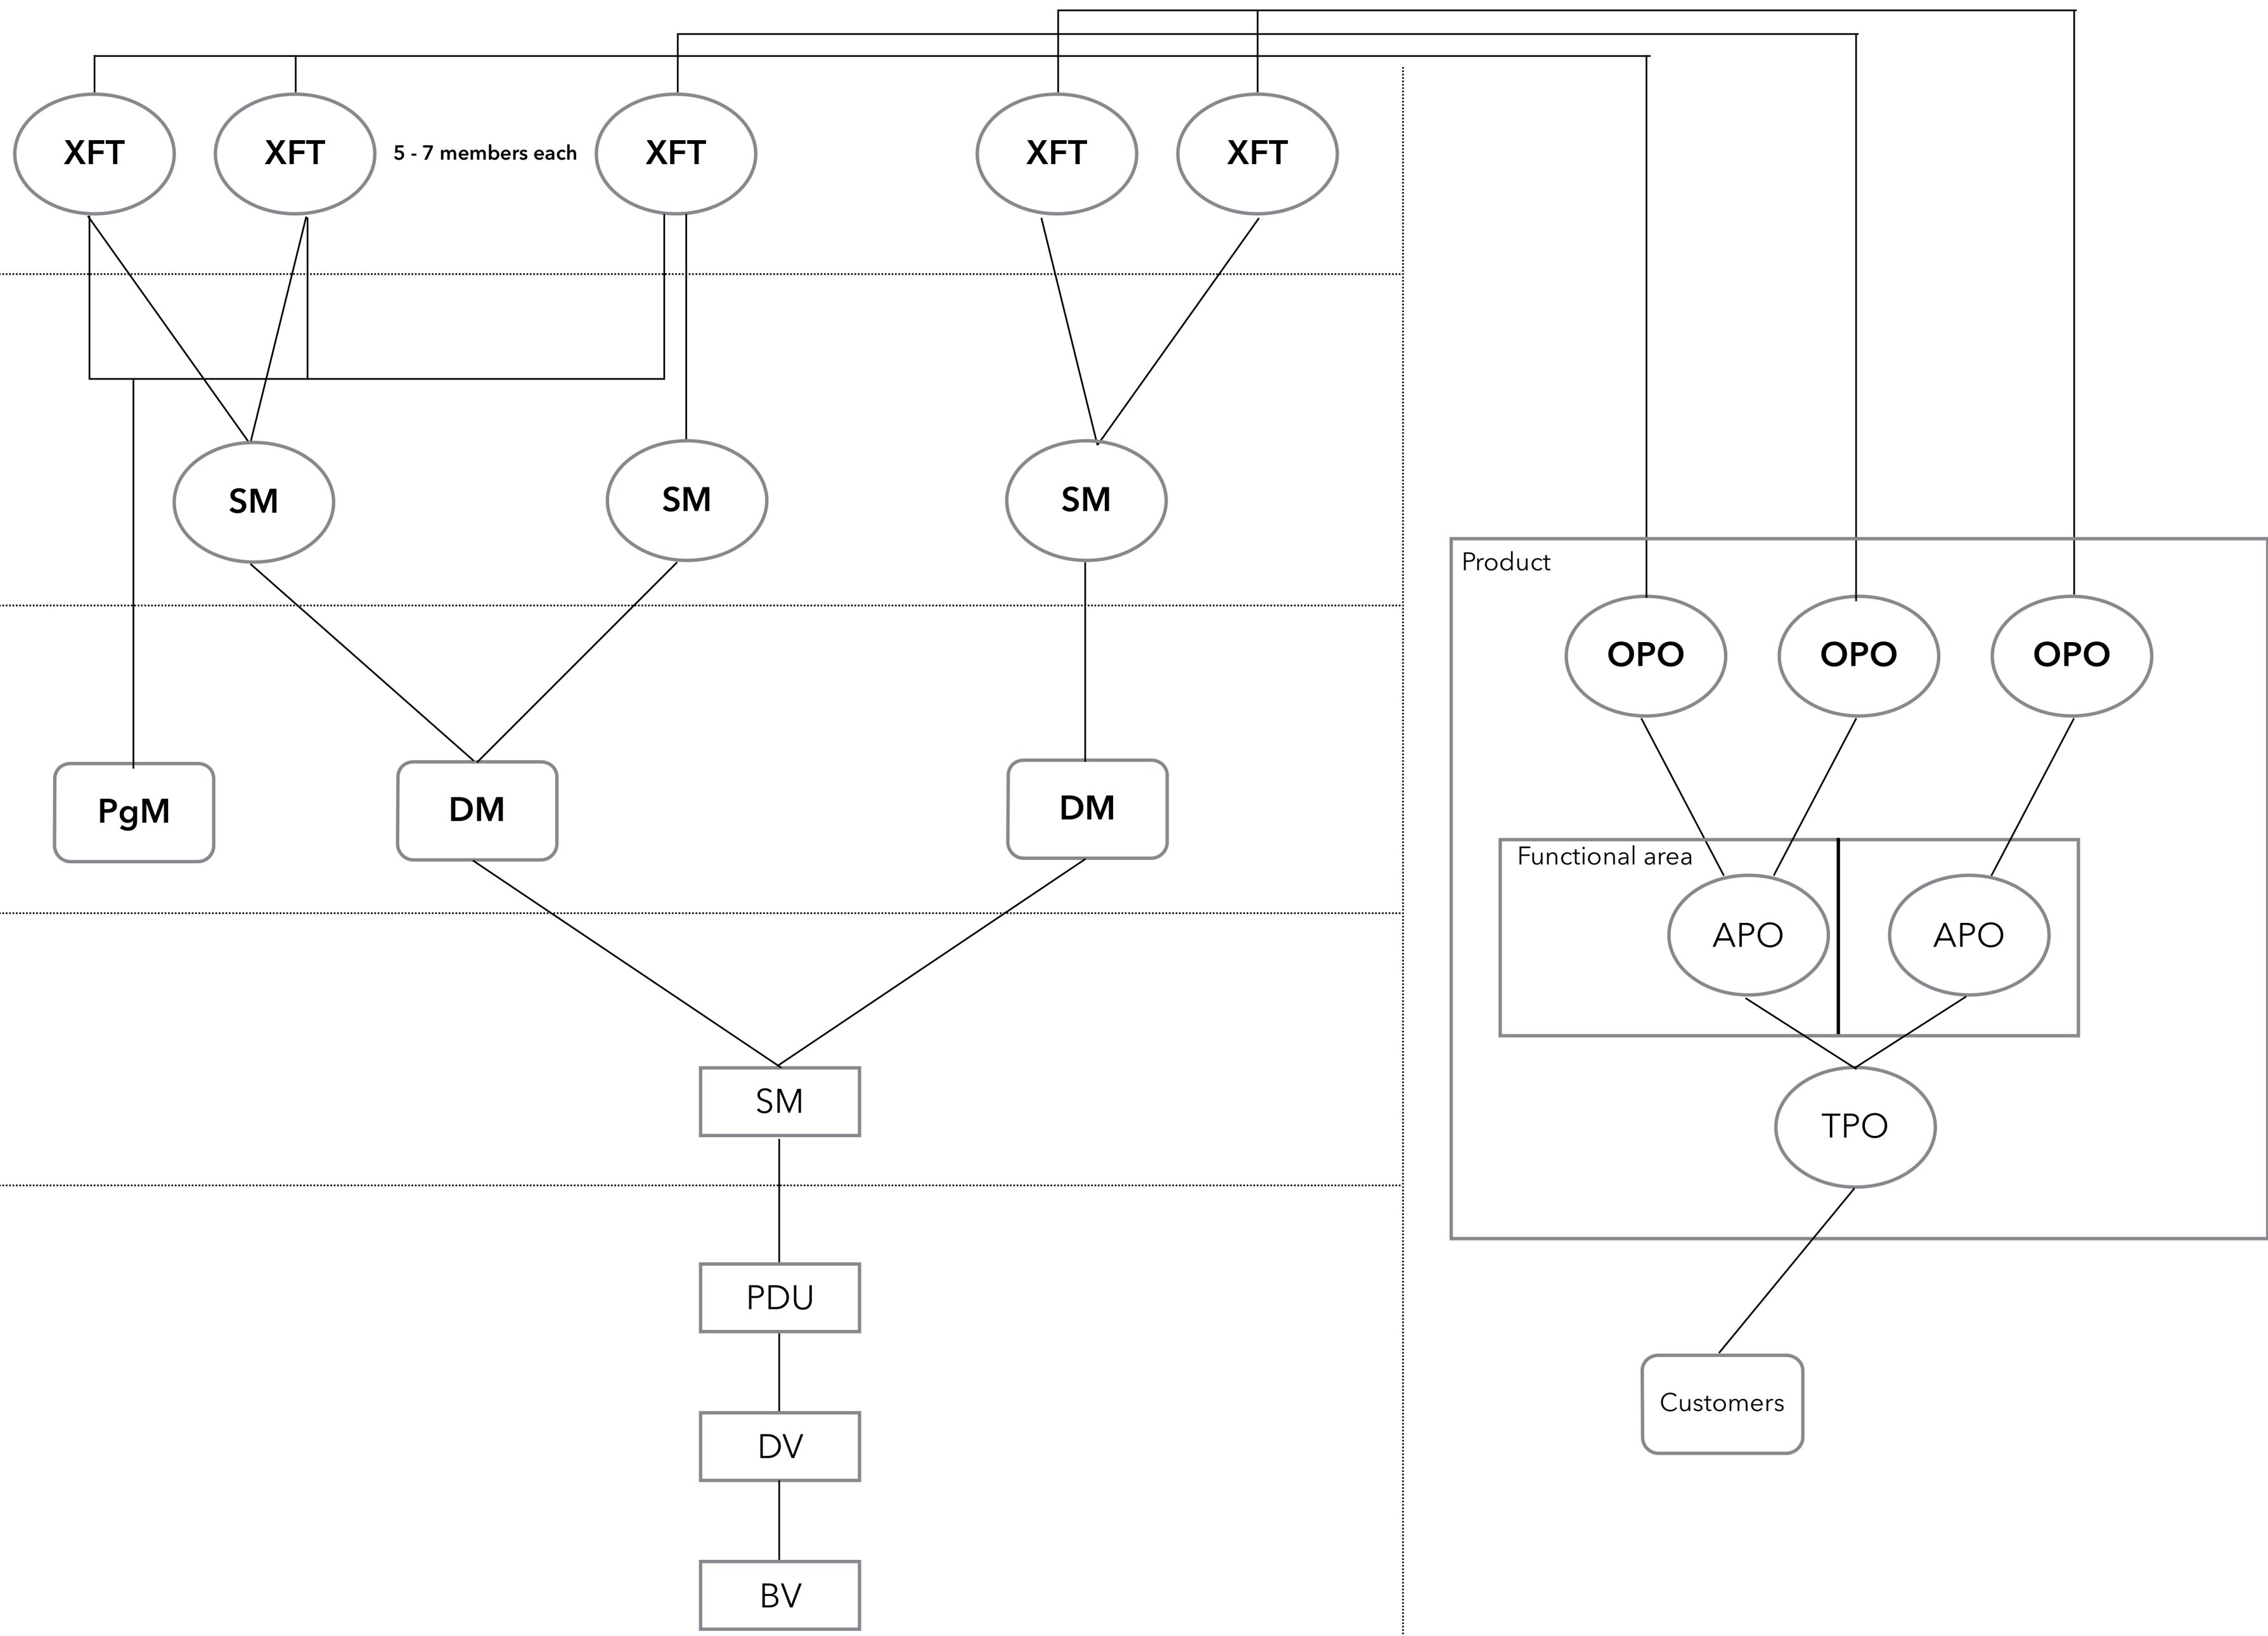 XFT
XFT
5 - 7 members each
XFT
XFT
XFT
SM
SM
SM
Product
OPO
OPO
OPO
PgM
DM
DM
Functional area
APO
APO
SM
TPO
PDU
Customers
DV
BV